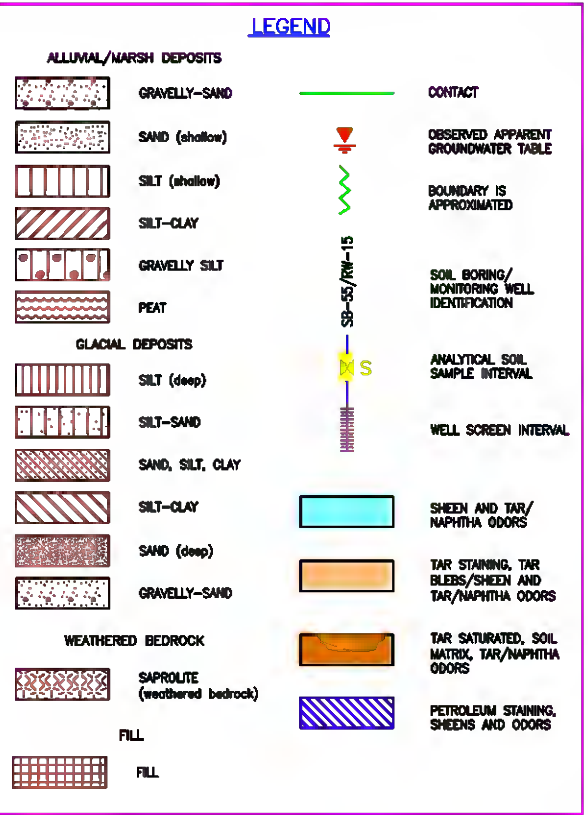 LEGEND
ALLUVIAL/MARSH DEPOSITS
GRAVELLY-SAND
SAND (shallow)
SILT (shallow)
SILT-CLAY
GRAVELLY SILT
PEAT
GLACIAL DEPOSITS
SILT (deep)
SILT-SAND
SAND, SILT, CLAY
SILT-CLAY
SAND (deep)
GRAVELLY-SAND
WEATHERED BEDROCK
SAPROLITE
(weathered bedrock)
FILL
FILL
CONTACT
OBSERVED APPARENT
GROUNDWATER TABLE
BOUNDARY IS
APPROXIMATED
SB-55/RW-15
SOIL BORING/
MONITORING WELL
IDENTIFICATION
S
ANALYTICAL SOIL
SAMPLE INTERVAL
WELL SCREEN INTERVAL
SHEEN AND TAR/
NAPHTHA ODORS
TAR STAINING, TAR
BLEBS/SHEEN AND
TAR/NAPHTHA ODORS
TAR SATURATED, SOIL
MATRIX, TAR/NAPHTHA
ODORS
PETROLEUM STAINING,
SHEENS AND ODORS